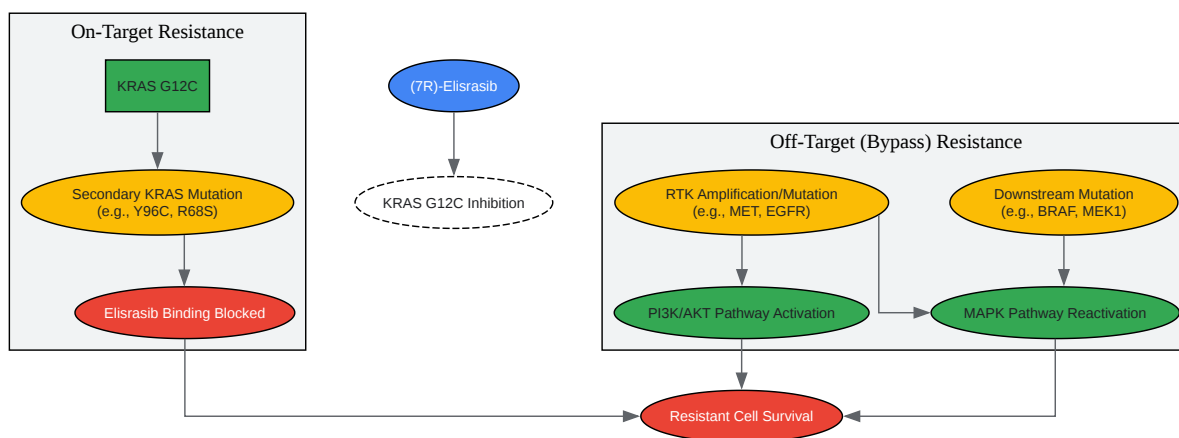 On-Target Resistance
KRAS G12C
Secondary KRAS Mutation
(e.g., Y96C, R68S)
Elisrasib Binding Blocked
(7R)-Elisrasib
KRAS G12C Inhibition
Off-Target (Bypass) Resistance
RTK Amplification/Mutation
(e.g., MET, EGFR)
Downstream Mutation
(e.g., BRAF, MEK1)
PI3K/AKT Pathway Activation
MAPK Pathway Reactivation
Resistant Cell Survival